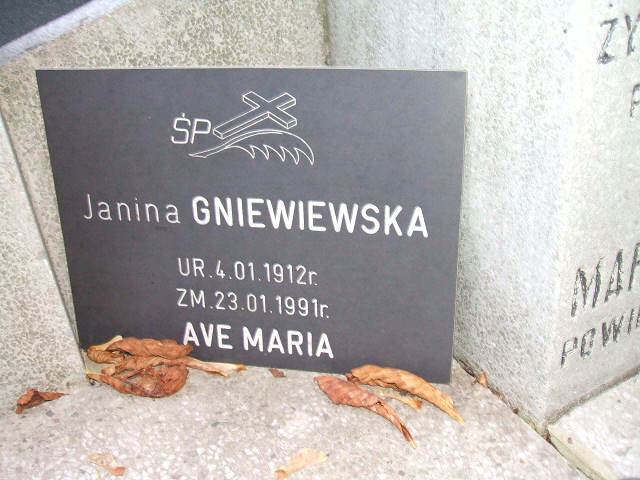 ŚP
Janina GNIEWIEWSKA
UR. 4.01.1912r.
ZM. 23.01.1991r.
AVE MARIA